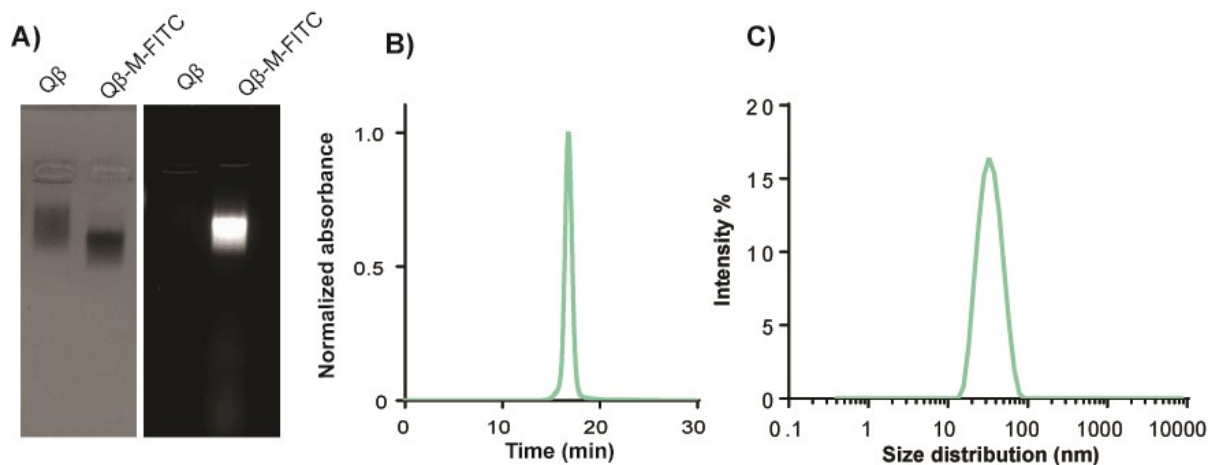 A)
Qβ
Qβ-M-FITC
Qβ
Qβ-M-FITC
B)
Normalized absorbance
1.0
0.5
0
0 10 20 30
Time (min)
C)
Intensity %
20
15
10
5
0
0.1 1 10 100 1000 10000
Size distribution (nm)